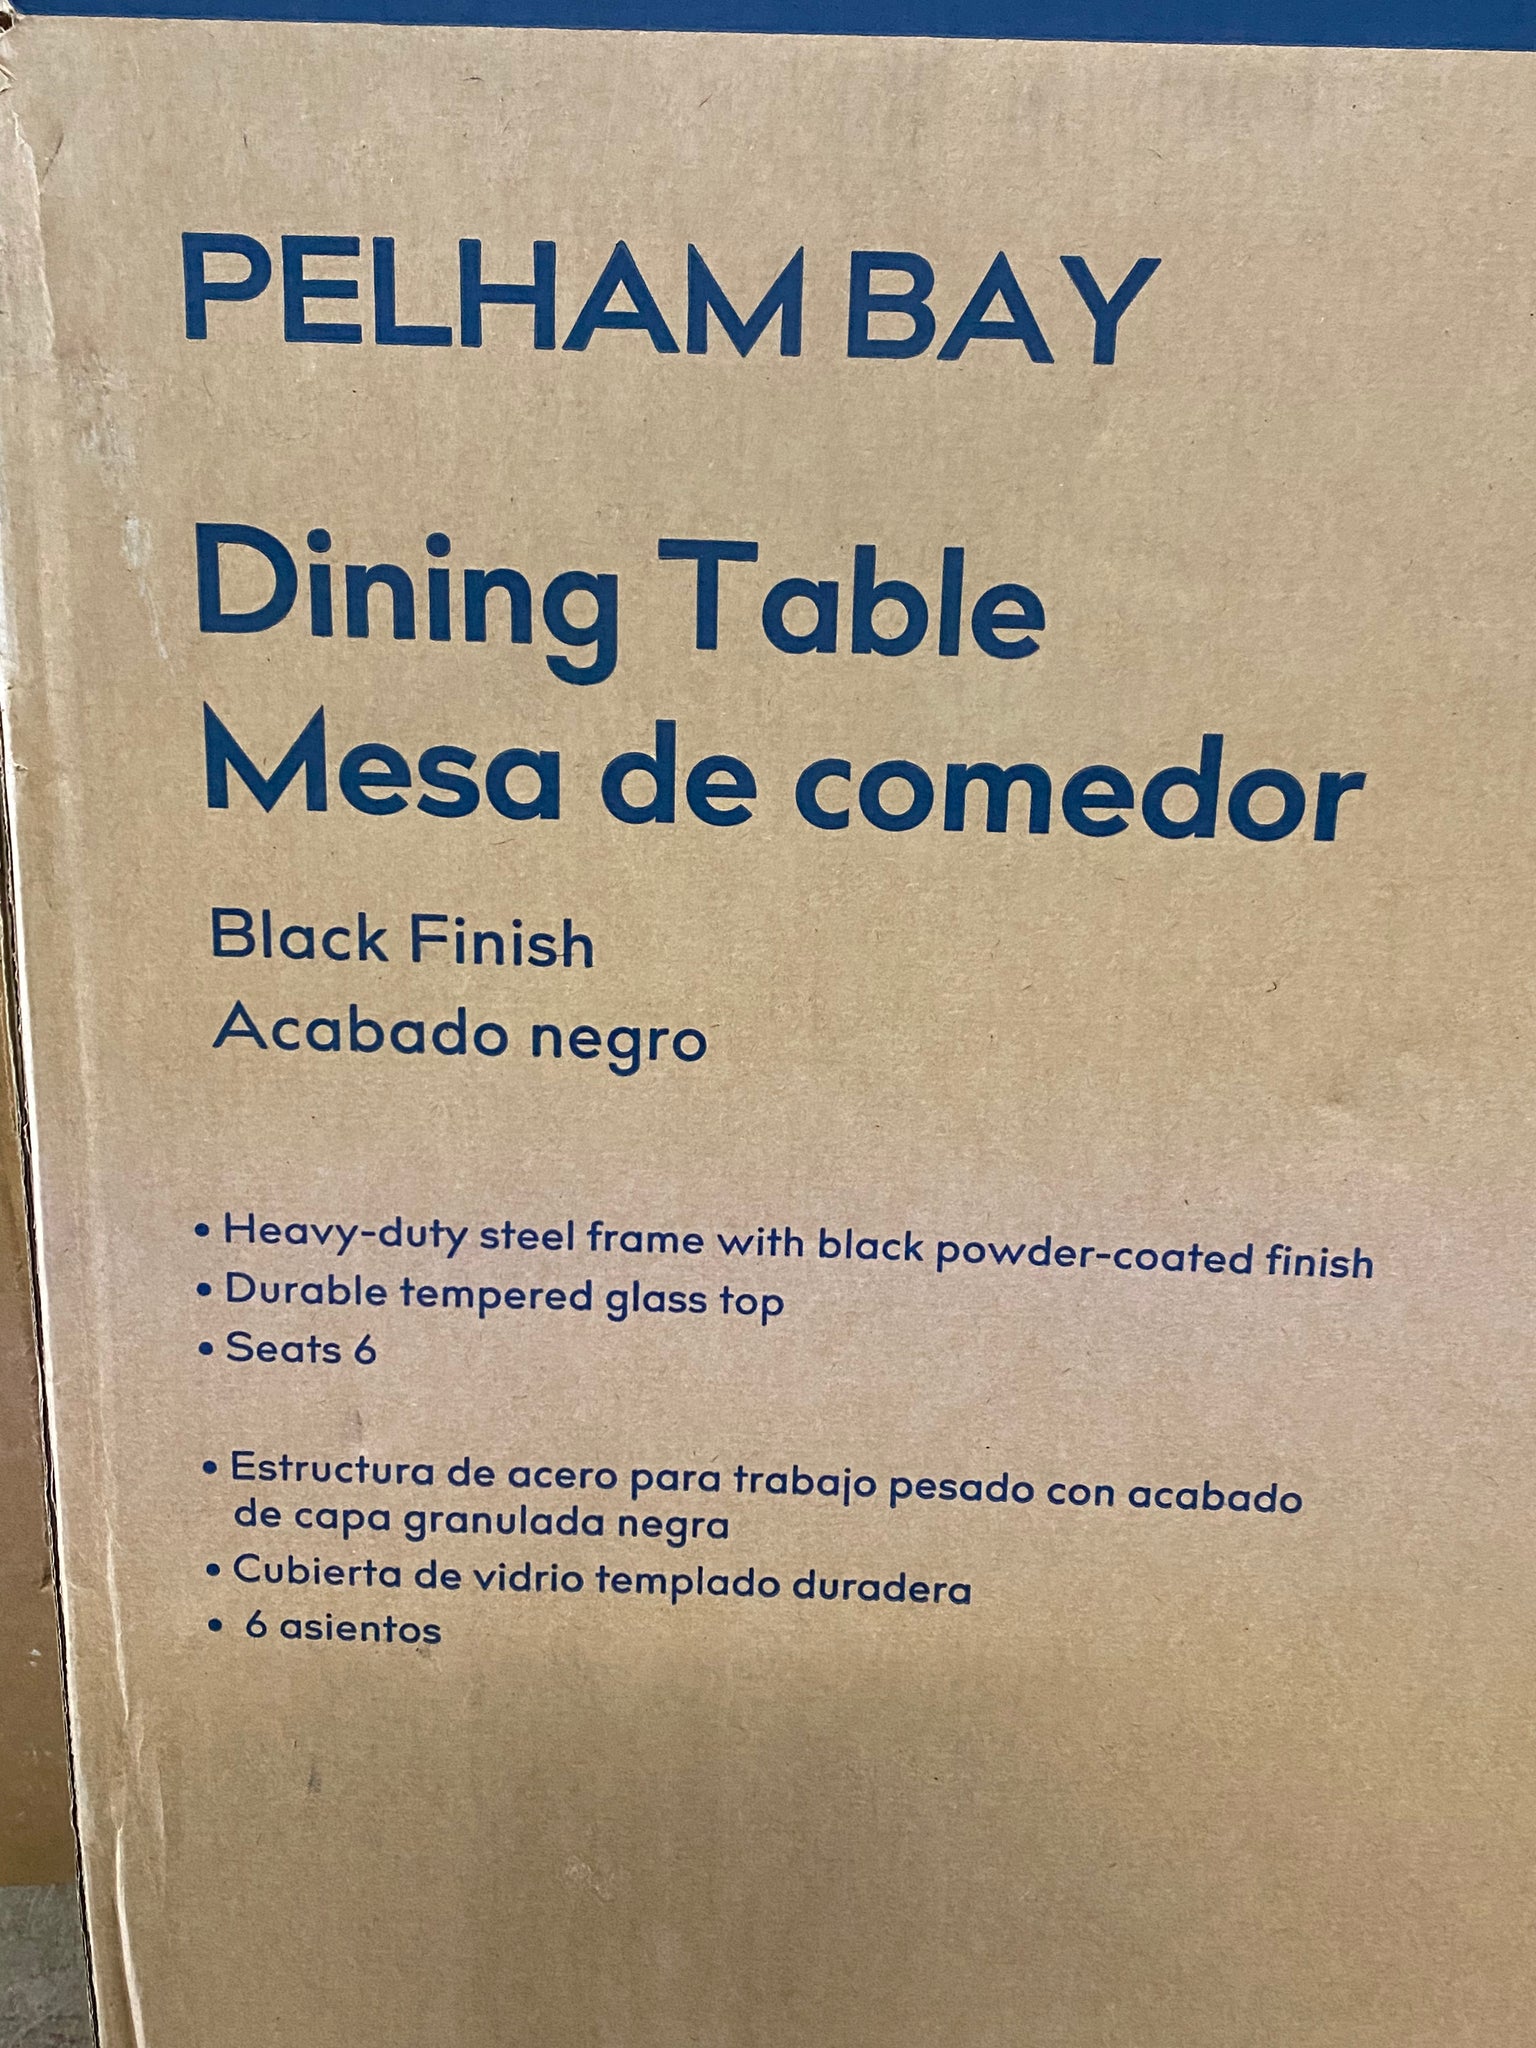 PELHAM BAY
Dining Table
Mesa de comedor
Black Finish
Acabado negro
• Heavy-duty steel frame with black powder-coated finish
• Durable tempered glass top
• Seats 6
• Estructura de acero para trabajo pesado con acabado
de capa granulada negra
• Cubierta de vidrio templado duradera
• 6 asientos